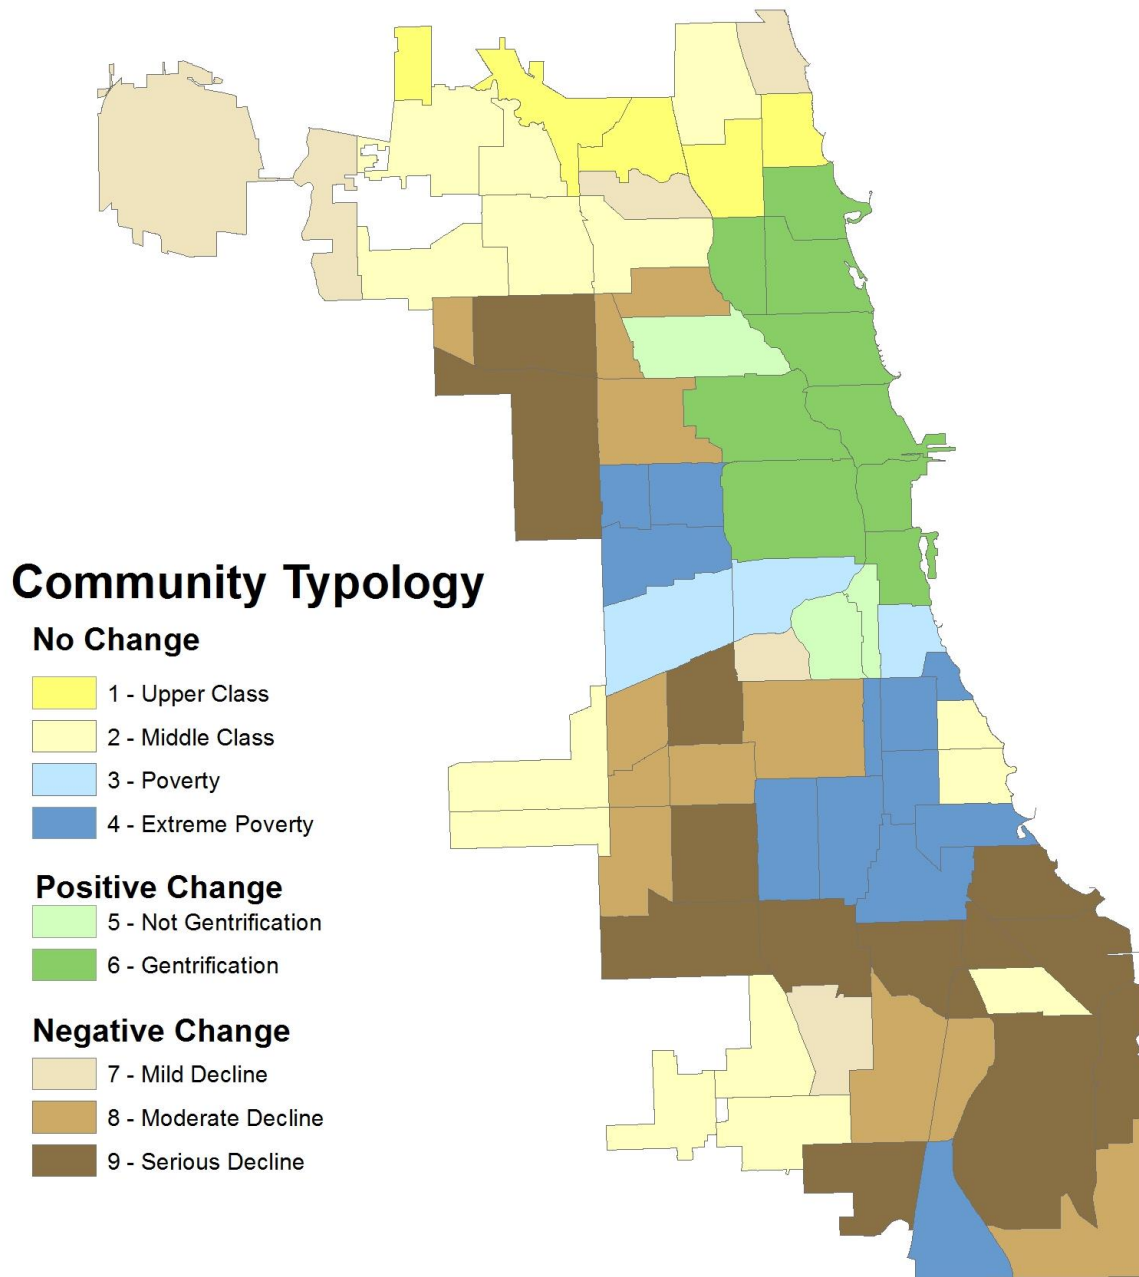 Community Typology
No Change
1 - Upper Class
2 - Middle Class
3 - Poverty
4 - Extreme Poverty
Positive Change
5 - Not Gentrification
6 - Gentrification
Negative Change
7 - Mild Decline
8 - Moderate Decline
9 - Serious Decline